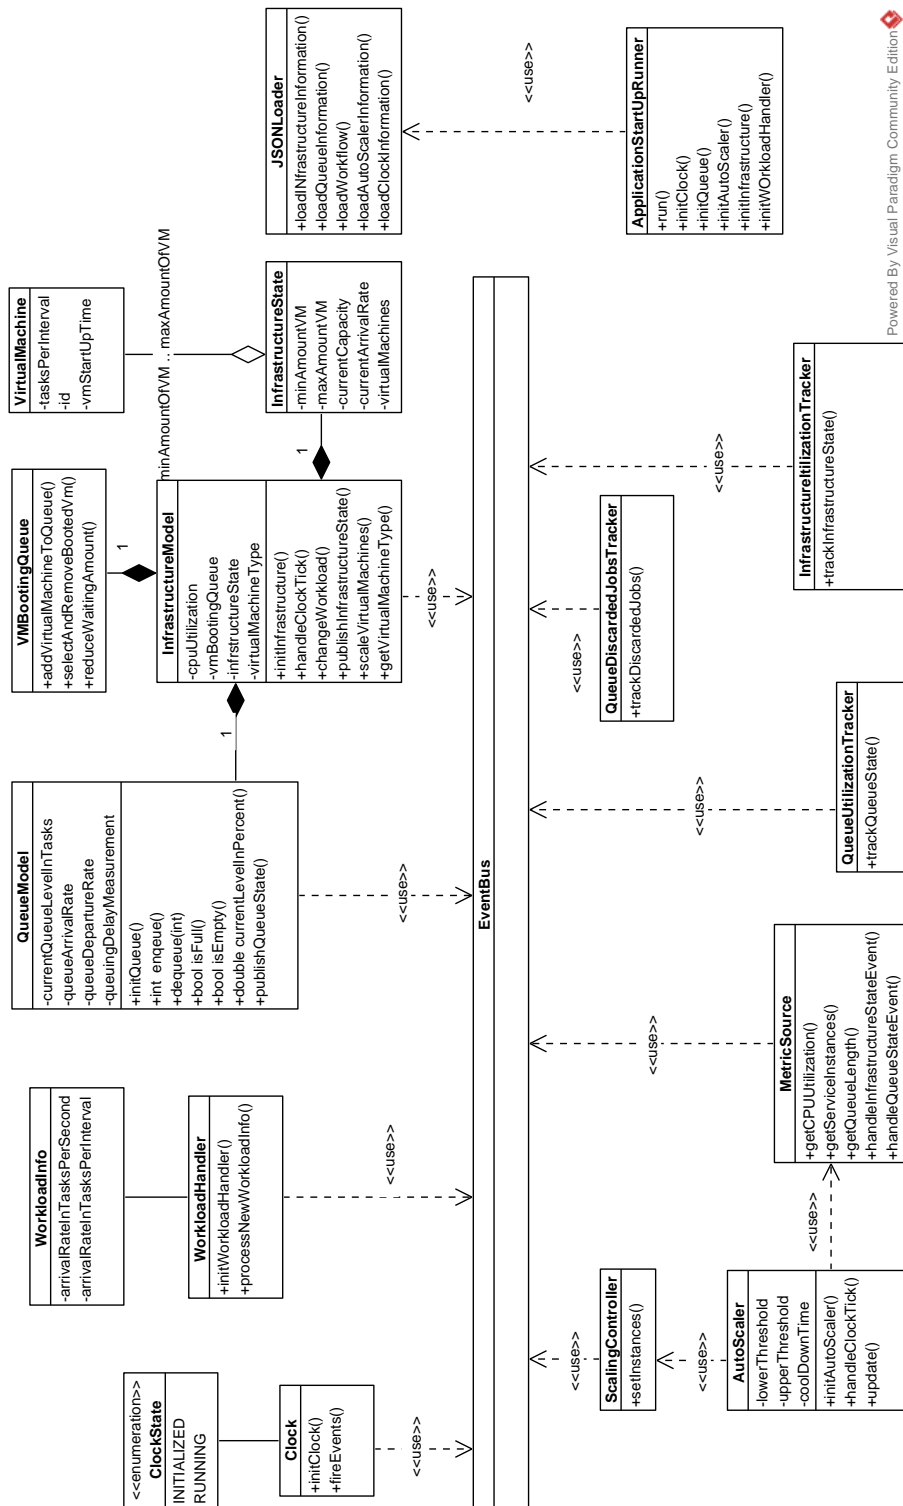 <<enumeration>>
ClockState
INITIALIZED
RUNNING
Clock
+initClock()
+fireEvents()
<<use>>
WorkloadInfo
-arrivalRateInTasksPerSecond
-arrivalRateInTasksPerInterval
WorkloadHandler
+initWorkloadHandler()
+processNewWorkloadInfo()
<<use>>
QueueModel
-currentQueueLevelInTasks
-queueArrivalRate
-queueDepartureRate
-queuingDelayMeasurement
+initQueue()
+int enqeue()
+dequeue(int)
+bool isFull()
+bool isEmpty()
+double currentLevelInPercent()
+publishQueueState()
<<use>>
1
VMBootingQueue
+addVirtualMachineToQueue()
+selectAndRemoveBootedVm()
+reduceWaitingAmount()
1
InfrastructureModel
-cpuUtilization
-vmBootingQueue
-infrstructureState
-virtualMachineType
+initInfrastructure()
+handleClockTick()
+changeWorkload()
+publishInfrastructureState()
+scaleVirtualMachines()
+getVirtualMachineType()
<<use>>
1
VirtualMachine
-tasksPerInterval
-id
-vmStartUpTime
minAmountOfVM .. maxAmountOfVM
InfrastructureState
-minAmountVM
-maxAmountVM
-currentCapacity
-currentArrivalRate
-virtualMachines
JSONLoader
+loadINfrastructureInformation()
+loadQueueInformation()
+loadWorkflow()
+loadAutoScalerInformation()
+loadClockInformation()
<<use>>
ApplicationStartUpRunner
+run()
+initClock()
+initQueue()
+initAutoScaler()
+initInfrastructure()
+initWOrkloadHandler()
EventBus
<<use>>
ScalingController
+setInstances()
<<use>>
AutoScaler
-lowerThreshold
-upperThreshold
-coolDownTime
+initAutoScaler()
+handleClockTick()
+update()
<<use>>
<<use>>
MetricSource
+getCPUUtilization()
+getServiceInstances()
+getQueueLength()
+handleInfrastructureStateEvent()
+handleQueueStateEvent()
<<use>>
QueueUtilizationTracker
+trackQueueState()
<<use>>
QueueDiscardedJobsTracker
+trackDiscardedJobs()
<<use>>
InfrastructureItilizationTracker
+trackInfrastructureState()
Powered By Visual Paradigm Community Edition